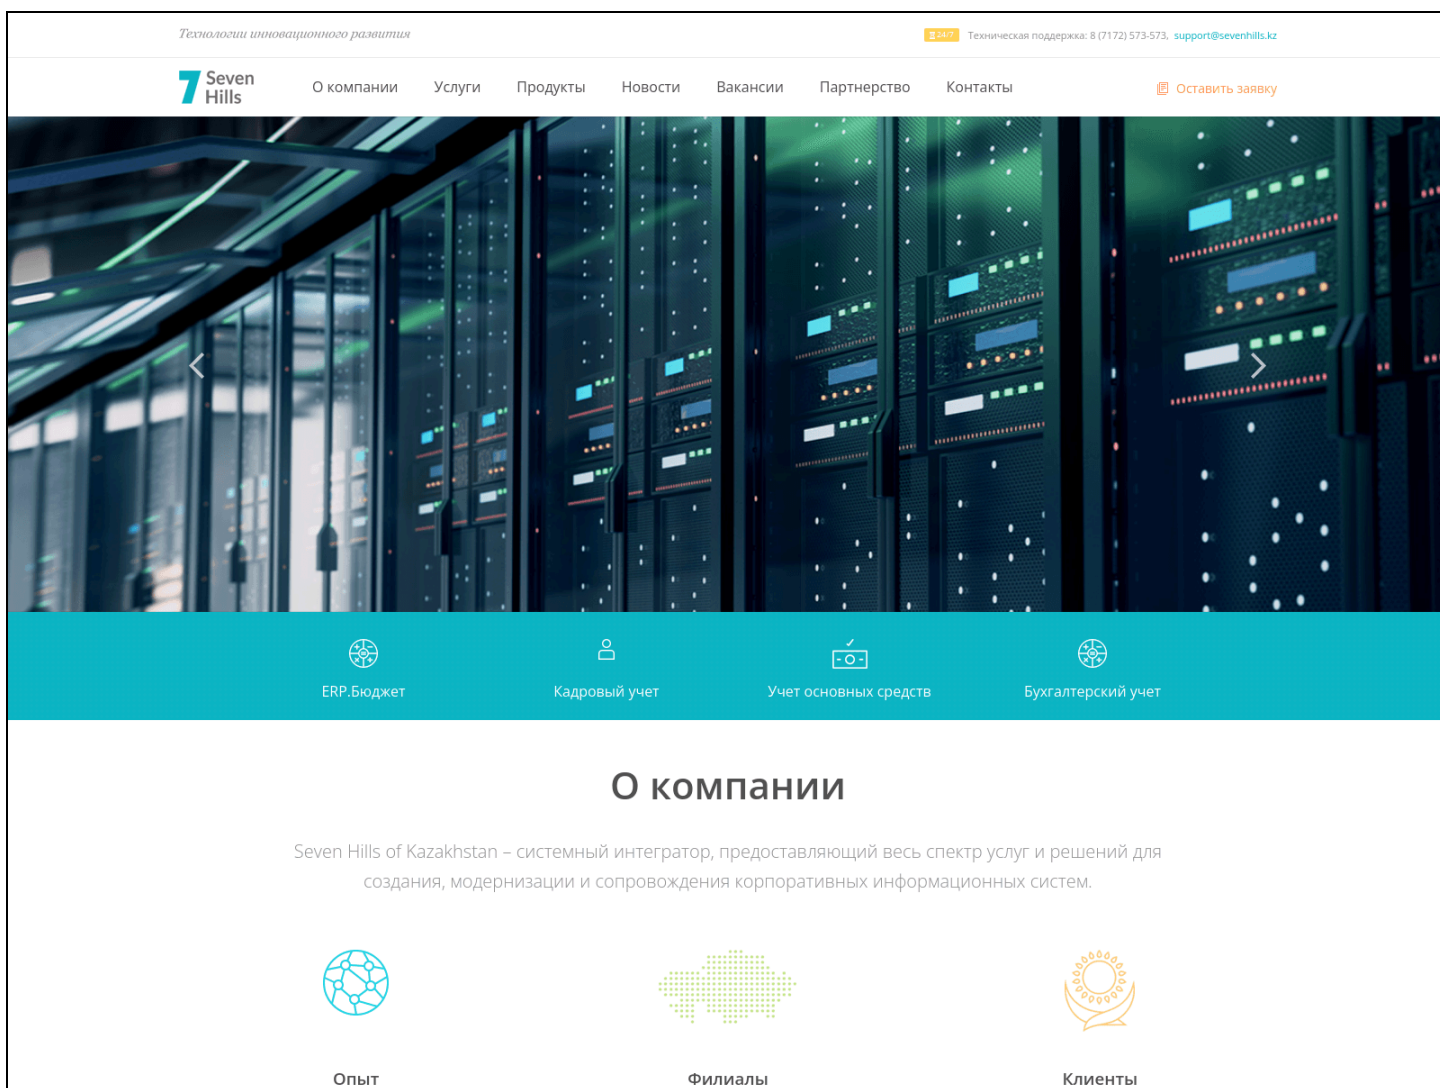 Технологии инновационного развития
24/7 Техническая поддержка: 8 (7172) 573-573, support@sevenhills.kz
7 Seven
Hills
О компании Услуги Продукты Новости Вакансии Партнерство Контакты
Оставить заявку
ERP.Бюджет Кадровый учет Учет основных средств Бухгалтерский учет
О компании
Seven Hills of Kazakhstan – системный интегратор, предоставляющий весь спектр услуг и решений для
создания, модернизации и сопровождения корпоративных информационных систем.
Опыт Филиалы Клиенты